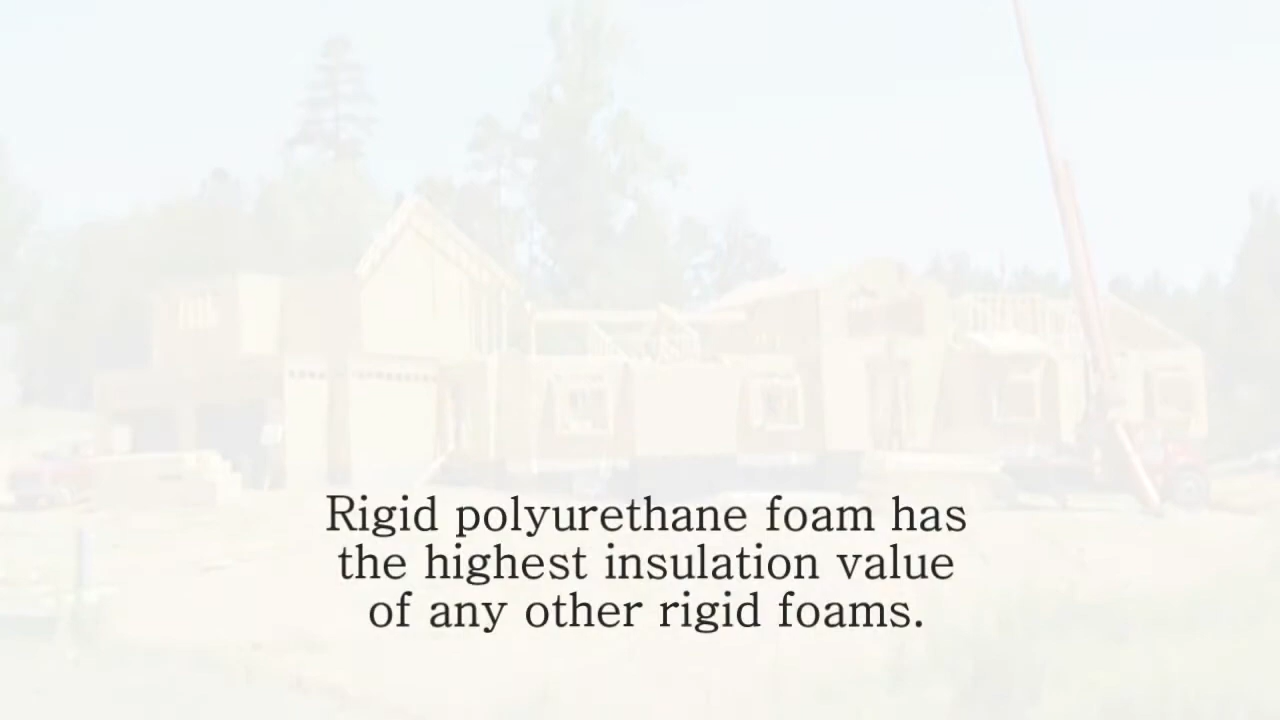 Rigid polyurethane foam has
the highest insulation value
of any other rigid foams.